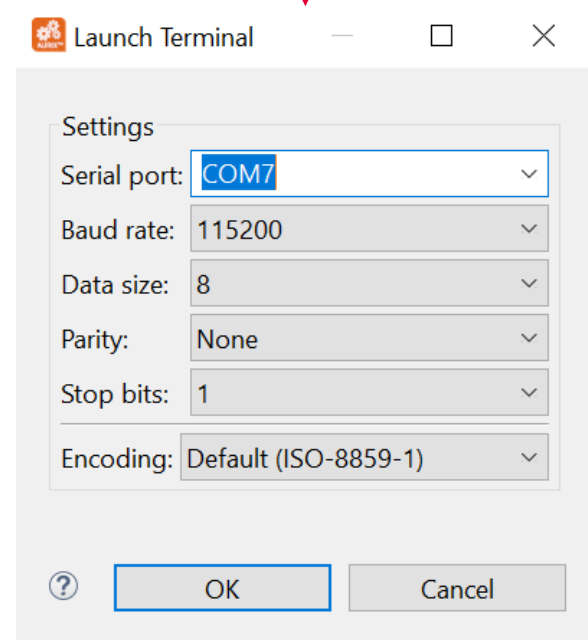 AURIX™ Launch Terminal
Settings
Serial port: COM7
Baud rate: 115200
Data size: 8
Parity: None
Stop bits: 1
Encoding: Default (ISO-8859-1)
? OK Cancel